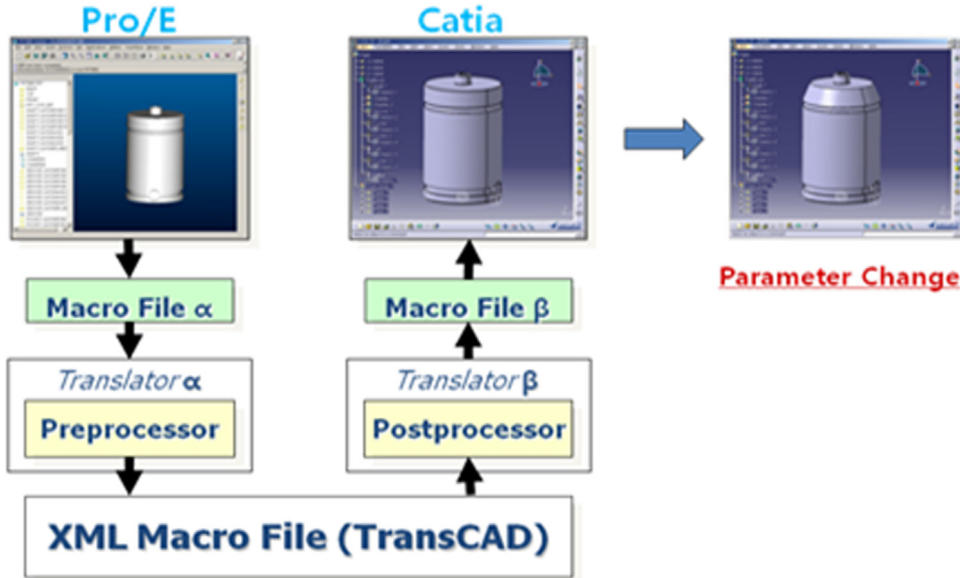 Pro/E
Catia
Parameter Change
Macro File α
Macro File β
Translator α
Translator β
Preprocessor
Postprocessor
XML Macro File (TransCAD)